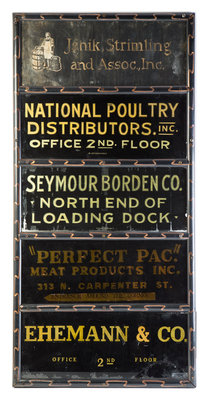 Janik, Strimling
and Assoc., Inc.
NATIONAL POULTRY
DISTRIBUTORS, INC.
OFFICE 2ND. FLOOR
SEYMOUR BORDEN CO.
NORTH END OF
LOADING DOCK.
"PERFECT PAC."
MEAT PRODUCTS INC.
313 N. CARPENTER ST.
EHEMANN & CO.
OFFICE 2ND FLOOR